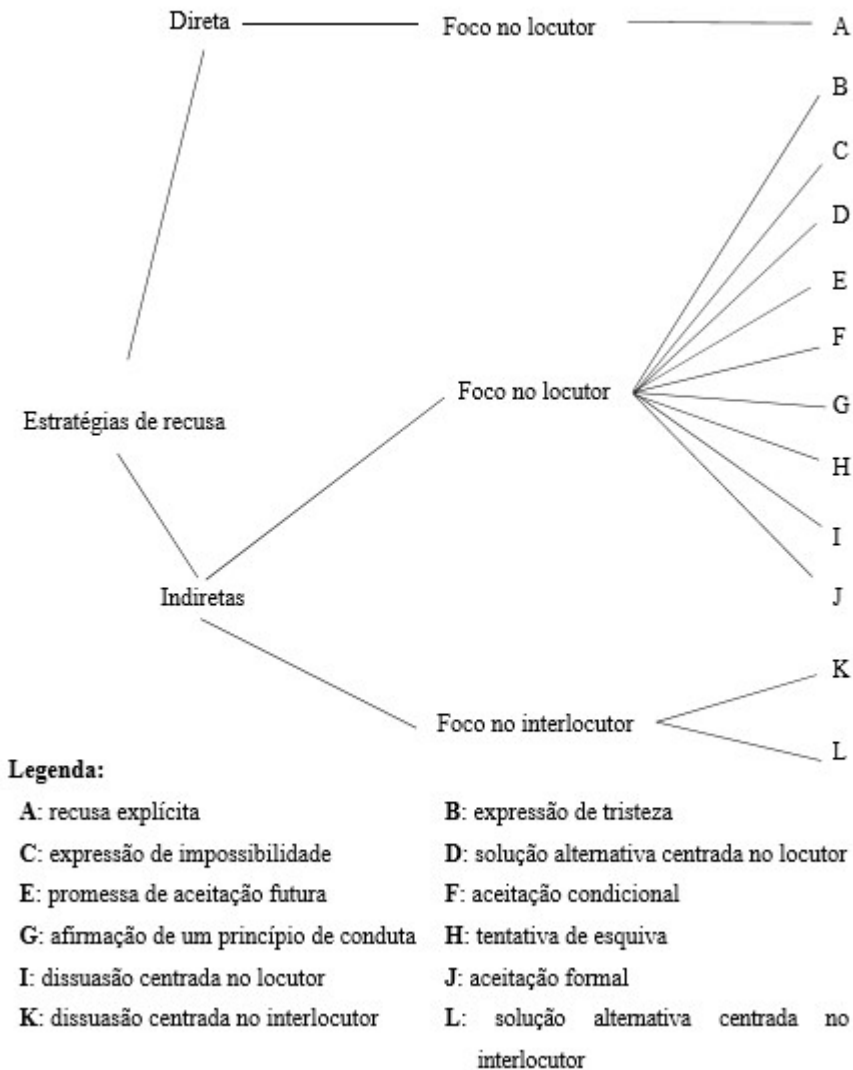 Direta Foco no locutor A
B
C
D
E
F
Foco no locutor
G
Estratégias de recusa
H
I
Indiretas J
K
Foco no interlocutor
L
Legenda:
A: recusa explícita B: expressão de tristeza
C: expressão de impossibilidade D: solução alternativa centrada no locutor
E: promessa de aceitação futura F: aceitação condicional
G: afirmação de um princípio de conduta H: tentativa de esquiva
I: dissuasão centrada no locutor J: aceitação formal
K: dissuasão centrada no interlocutor L: solução alternativa centrada no
interlocutor